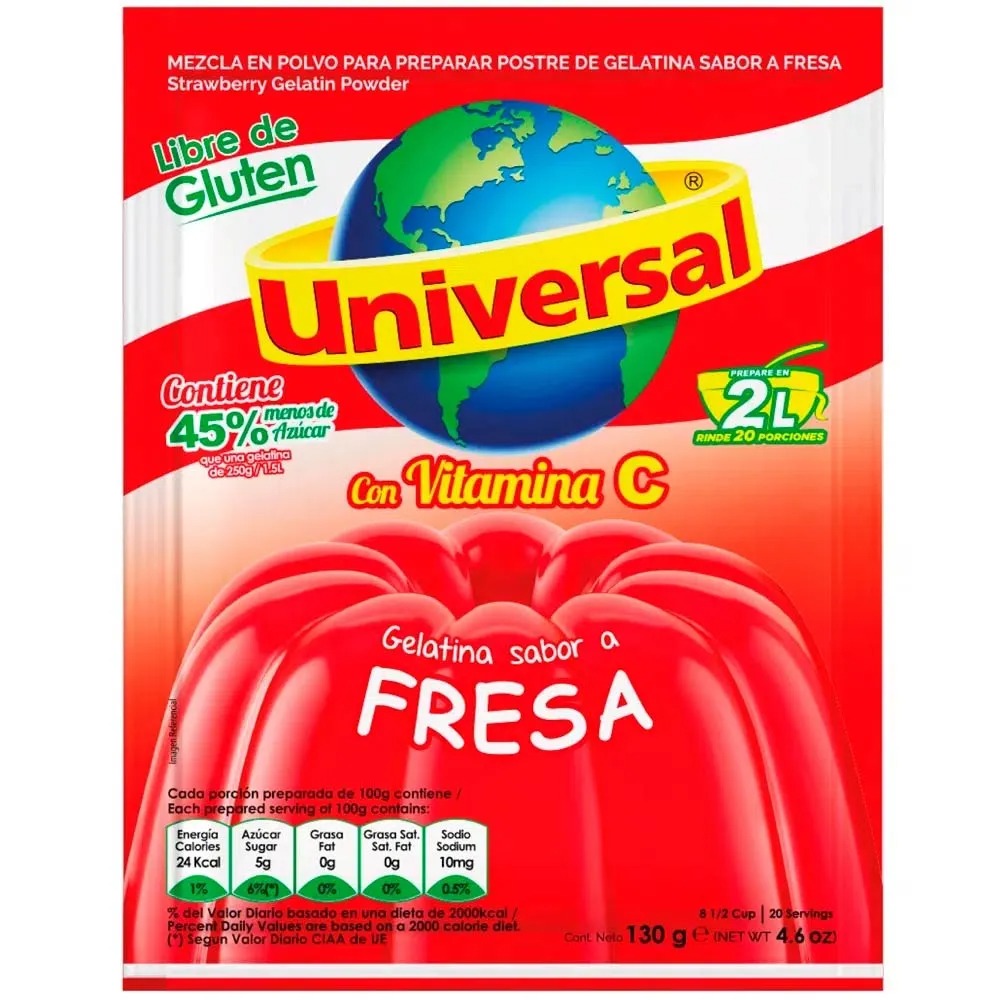 MEZCLA EN POLVO PARA PREPARAR POSTRE DE GELATINA SABOR A FRESA
Strawberry Gelatin Powder
Libre de
Gluten
Universal®
Contiene
45% menos de
Azúcar
que una gelatina
de 250g / 1.5L
PREPARE EN
2L
RINDE 20 PORCIONES
Con Vitamina C
Gelatina sabor a
FRESA
Imagen Referencial
Cada porción preparada de 100g contiene /
Each prepared serving of 100g contains:
Energía Calories 24 Kcal 1%
Azúcar Sugar 5g 6%(*)
Grasa Fat 0g 0%
Grasa Sat. Sat. Fat 0g 0%
Sodio Sodium 10mg 0.5%
% del Valor Diario basado en una dieta de 2000kcal /
Percent Daily Values are based on a 2000 calorie diet.
(*) Segun Valor Diario CIAA de UE
8 1/2 Cup | 20 Servings
Cont. Neto 130 g e (NET WT 4.6 oz)